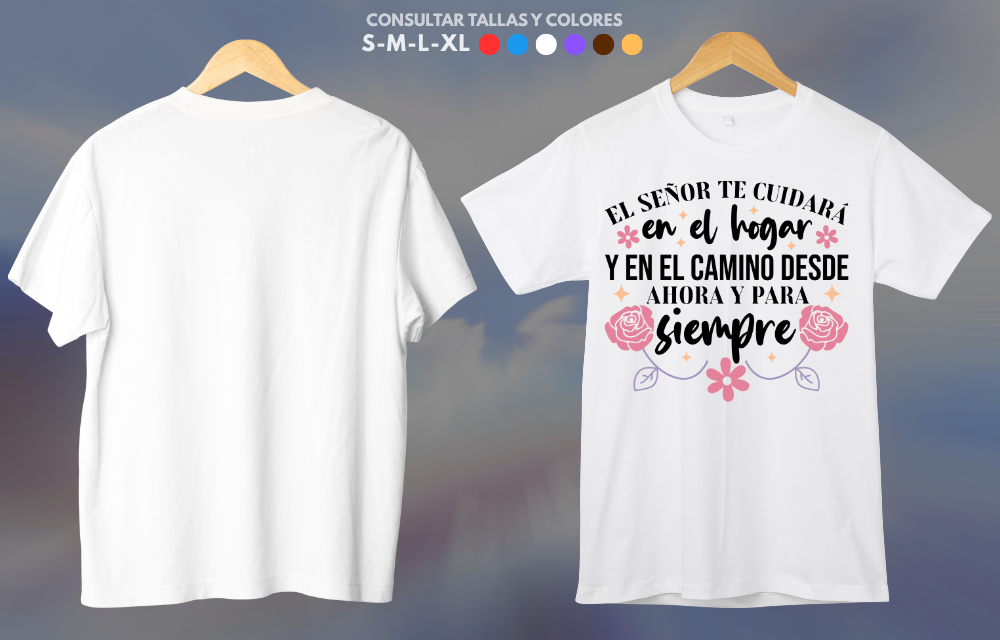 CONSULTAR TALLAS Y COLORES
S-M-L-XL
EL SEÑOR TE CUIDARÁ
en el hogar
Y EN EL CAMINO DESDE
AHORA Y PARA
siempre